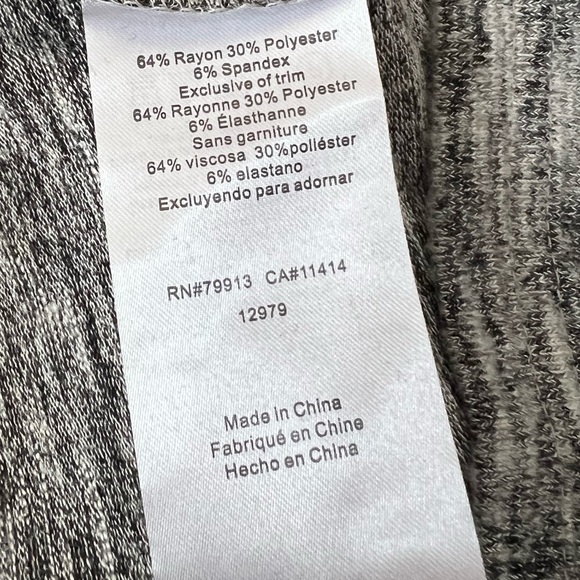 64% Rayon 30% Polyester
6% Spandex
Exclusive of trim
64% Rayonne 30% Polyester
6% Élasthanne
Sans garniture
64% viscosa 30%poliéster
6% elastano
Excluyendo para adornar
RN#79913 CA#11414
12979
Made in China
Fabriqué en Chine
Hecho en China